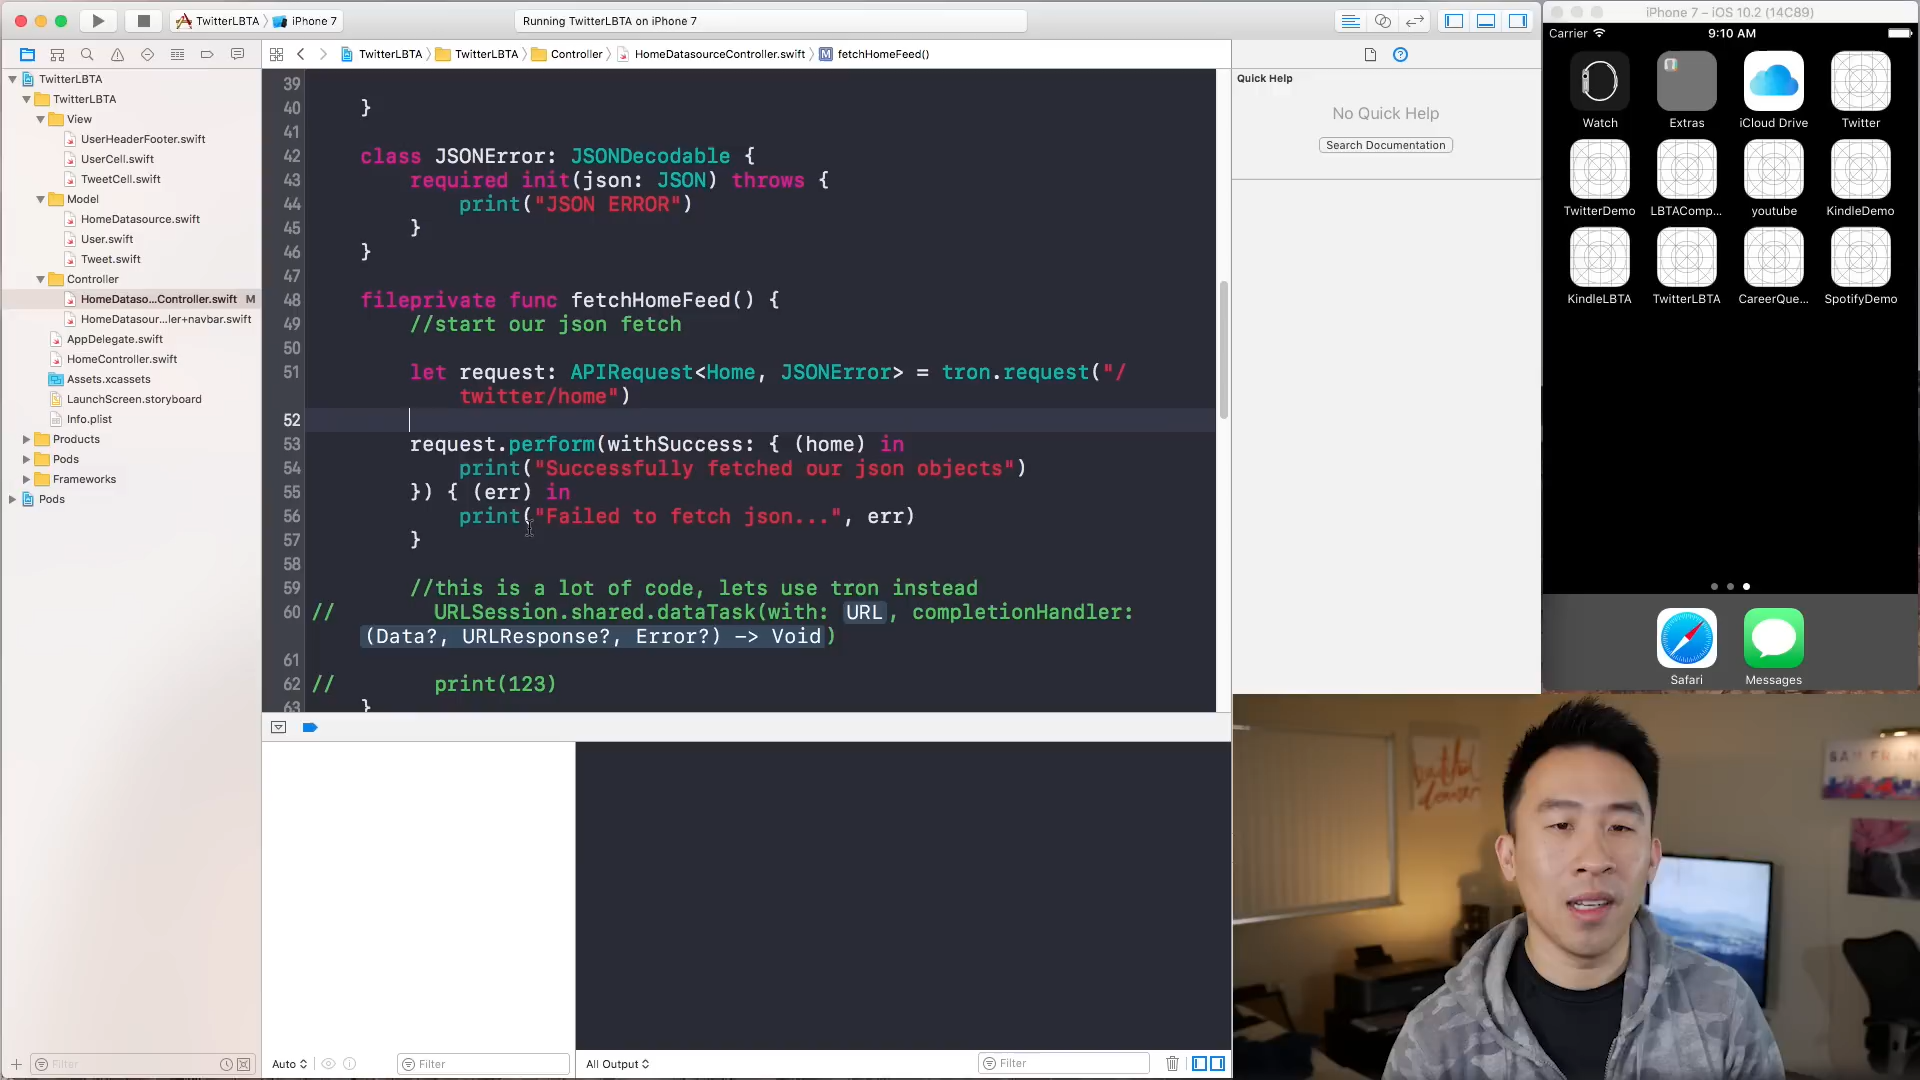 TwitterLBTA
iPhone 7
Running TwitterLBTA on iPhone 7
iPhone 7 – iOS 10.2 (14C89)
TwitterLBTA
TwitterLBTA
Controller
HomeDatasourceController.swift
M
fetchHomeFeed()
TwitterLBTA
TwitterLBTA
View
UserHeaderFooter.swift
UserCell.swift
TweetCell.swift
Model
HomeDatasource.swift
User.swift
Tweet.swift
Controller
HomeDataso...Controller.swift M
HomeDatasour...ler+navbar.swift
AppDelegate.swift
HomeController.swift
Assets.xcassets
LaunchScreen.storyboard
Info.plist
Products
Pods
Frameworks
Pods
Filter
39
40 }
41
42 class JSONError: JSONDecodable {
43 required init(json: JSON) throws {
44 print("JSON ERROR")
45 }
46 }
47
48 fileprivate func fetchHomeFeed() {
49 //start our json fetch
50
51 let request: APIRequest<Home, JSONError> = tron.request("/
twitter/home")
52
53 request.perform(withSuccess: { (home) in
54 print("Successfully fetched our json objects")
55 }) { (err) in
56 print("Failed to fetch json...", err)
57 }
58
59 //this is a lot of code, lets use tron instead
60 // URLSession.shared.dataTask(with: URL, completionHandler:
(Data?, URLResponse?, Error?) -> Void)
61
62 // print(123)
63 }
Auto
Filter
All Output
Filter
Quick Help
No Quick Help
Search Documentation
Carrier
9:10 AM
Watch
Extras
iCloud Drive
Twitter
TwitterDemo
LBTAComp...
youtube
KindleDemo
KindleLBTA
TwitterLBTA
CareerQue...
SpotifyDemo
Safari
Messages
SAN FRAN